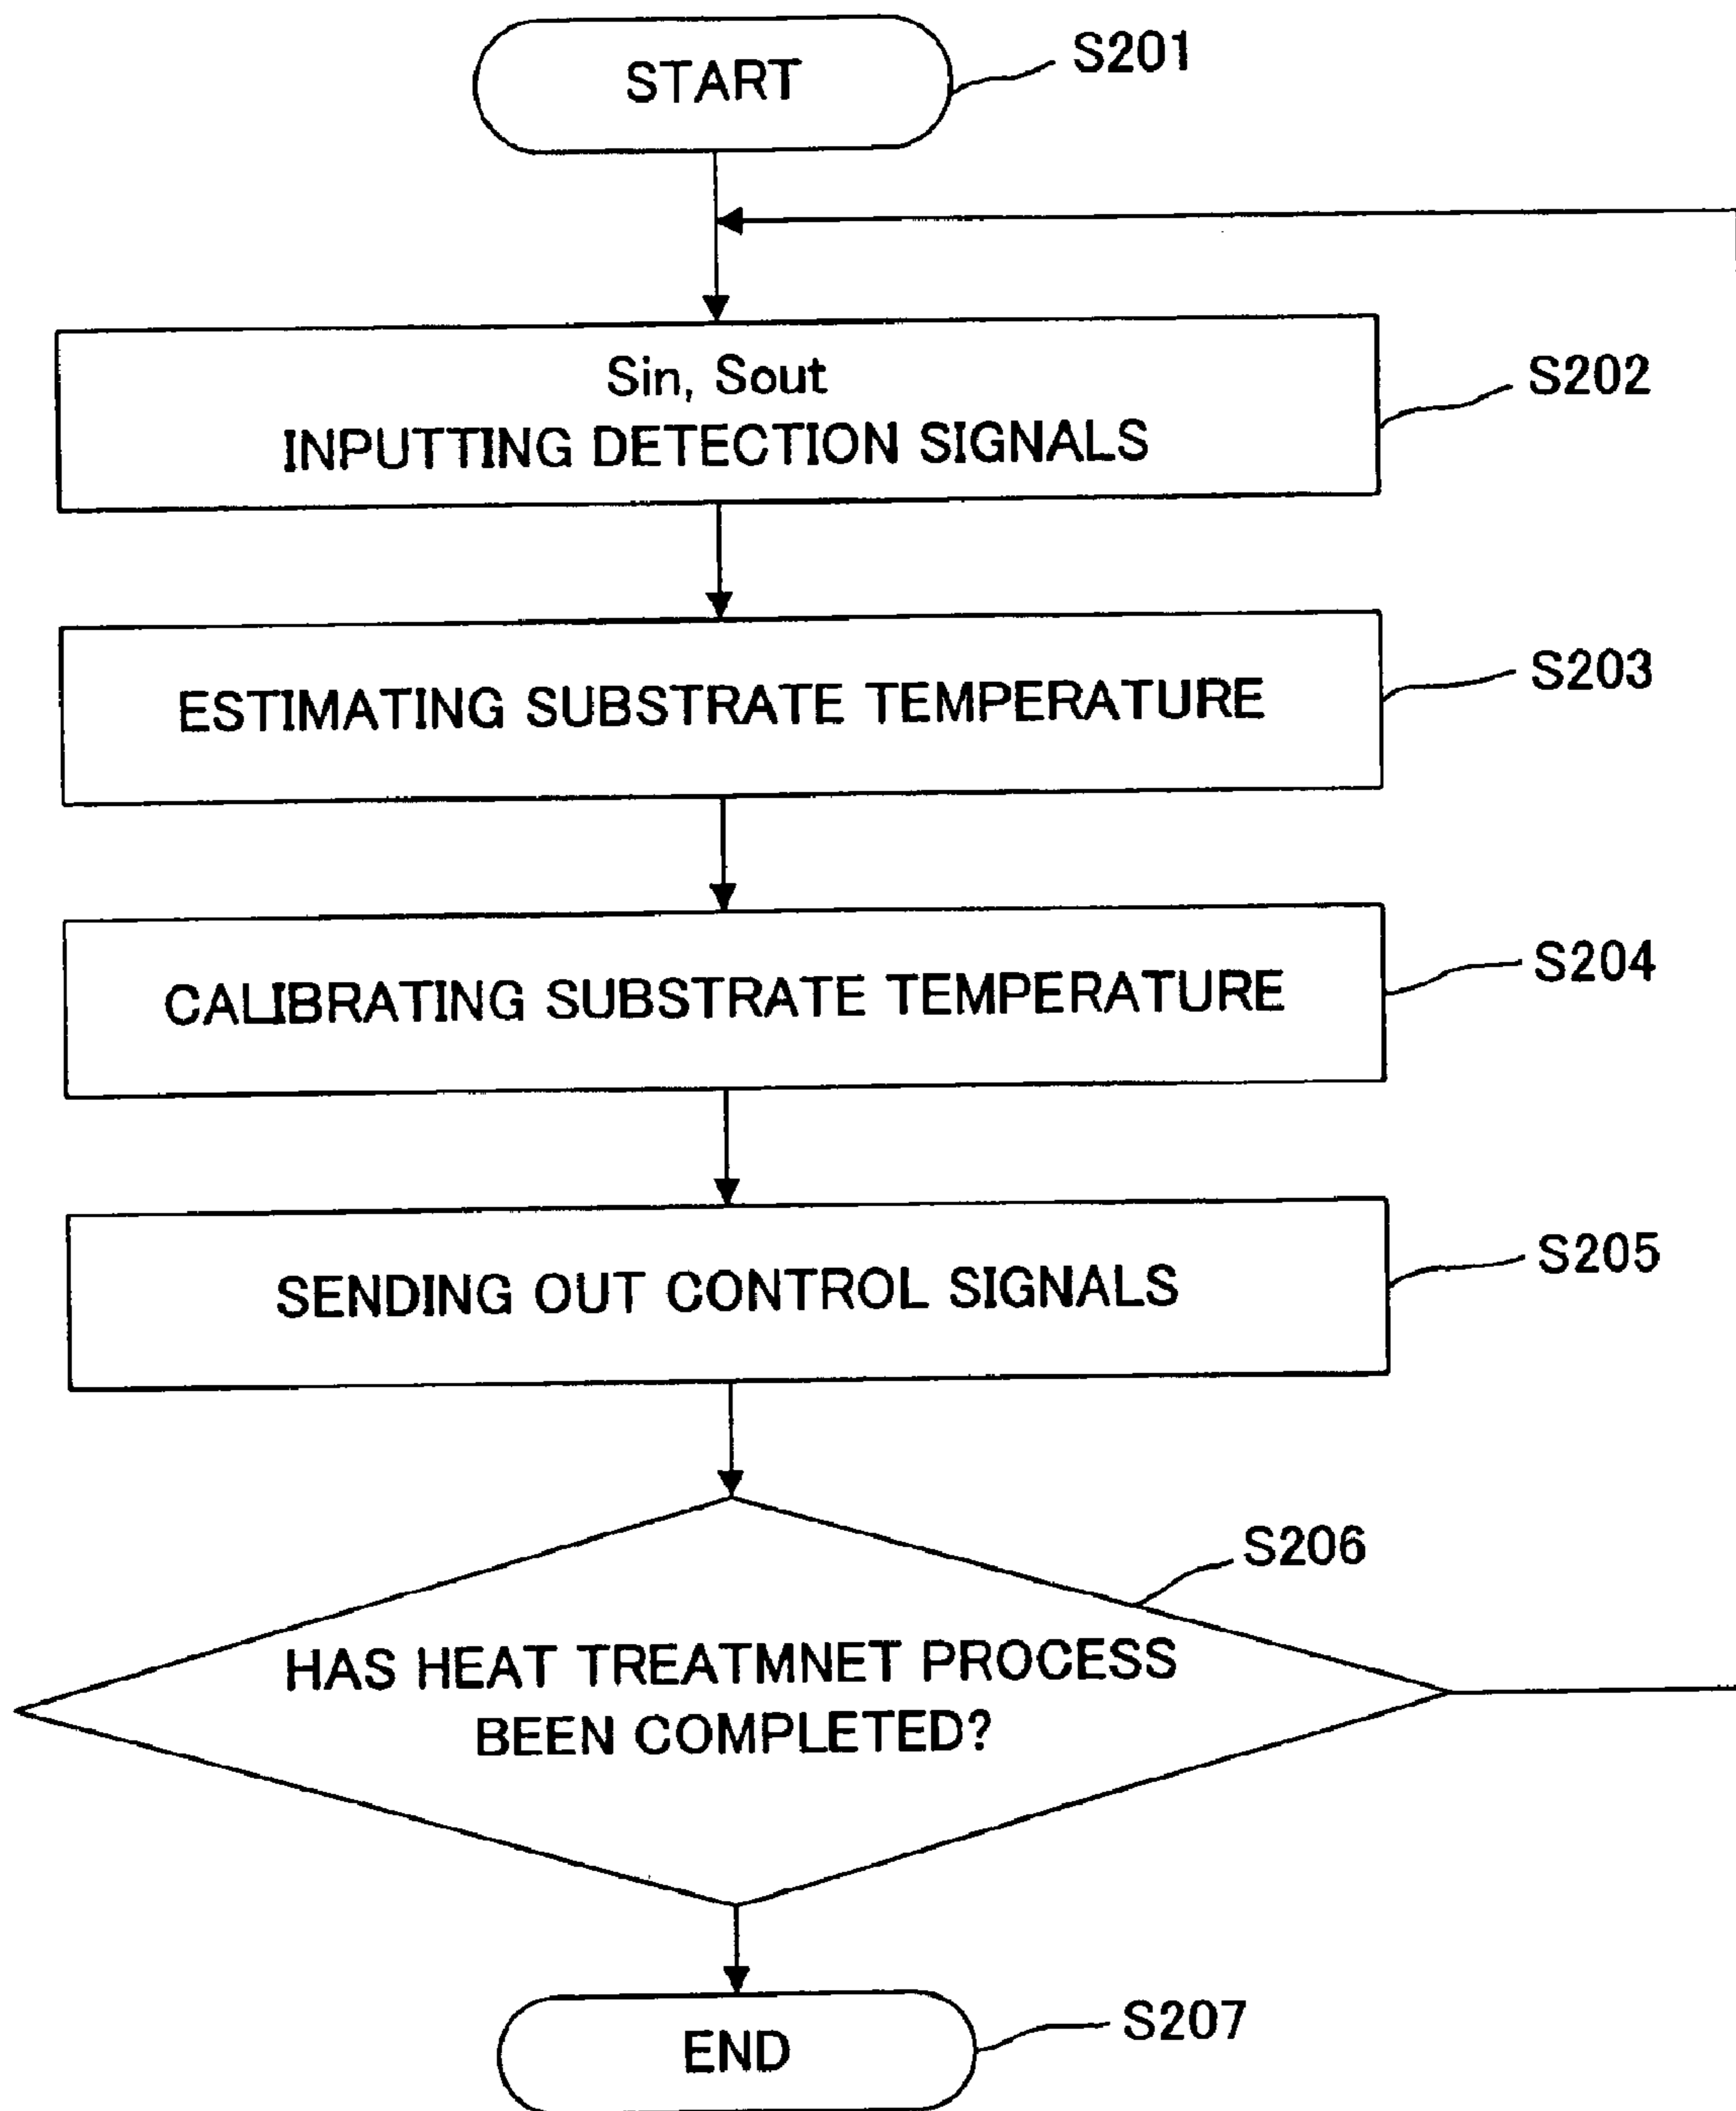 START
S201
Sin, Sout
INPUTTING DETECTION SIGNALS
S202
ESTIMATING SUBSTRATE TEMPERATURE
S203
CALIBRATING SUBSTRATE TEMPERATURE
S204
SENDING OUT CONTROL SIGNALS
S205
S206
HAS HEAT TREATMNET PROCESS
BEEN COMPLETED?
END
S207